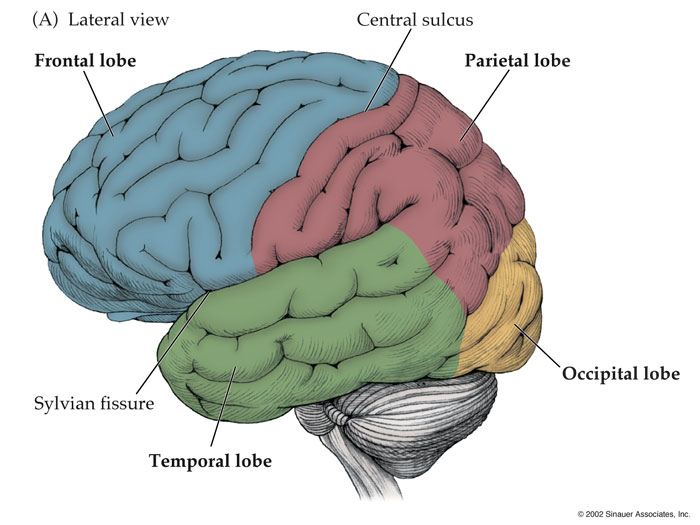 (A) Lateral view
Central sulcus
Frontal lobe
Parietal lobe
Occipital lobe
Sylvian fissure
Temporal lobe
© 2002 Sinauer Associates, Inc.